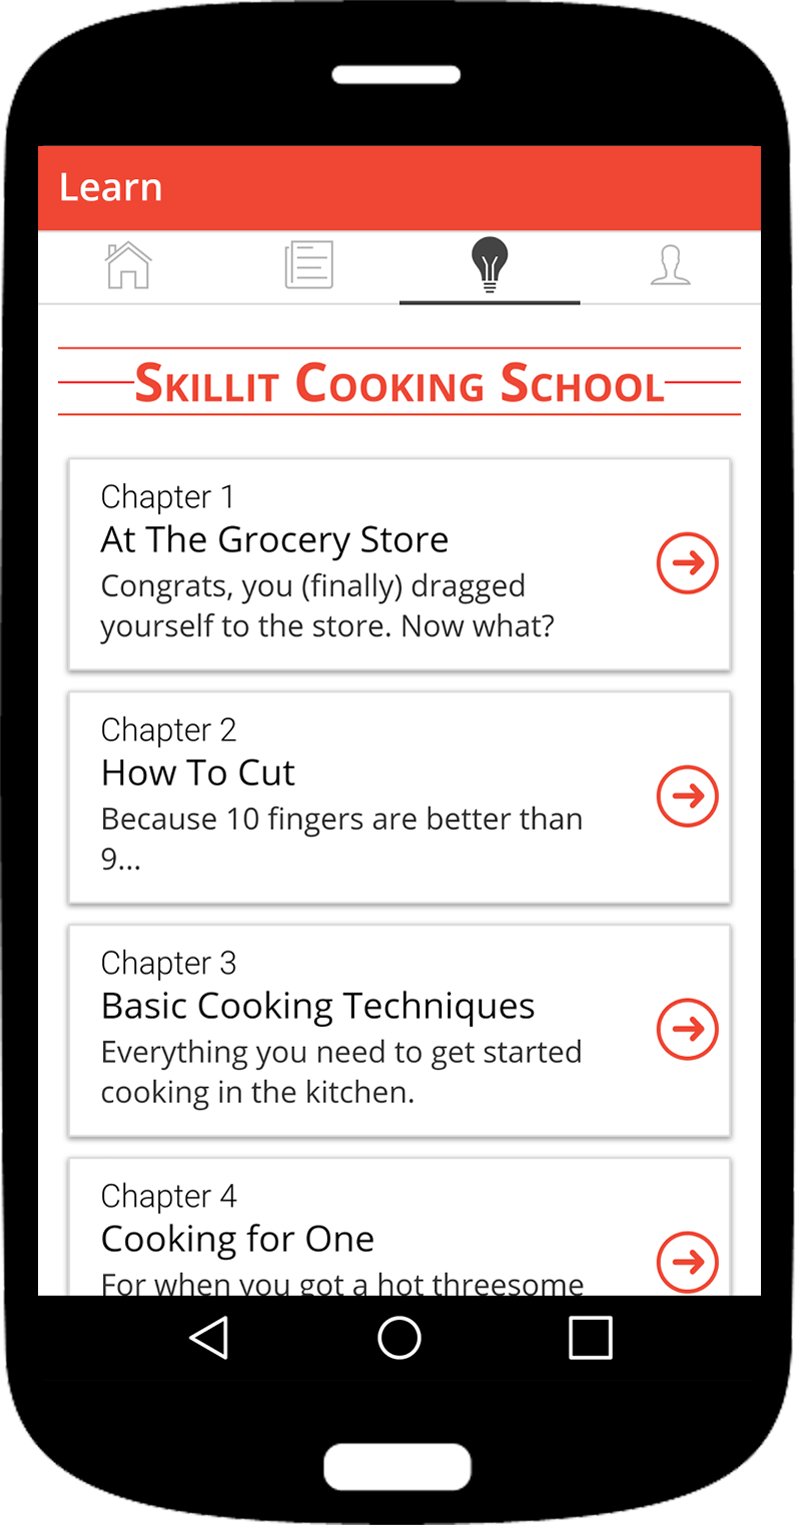 Learn
Skillit Cooking School
Chapter 1
At The Grocery Store
Congrats, you (finally) dragged
yourself to the store. Now what?
Chapter 2
How To Cut
Because 10 fingers are better than
9...
Chapter 3
Basic Cooking Techniques
Everything you need to get started
cooking in the kitchen.
Chapter 4
Cooking for One
For when you got a hot threesome